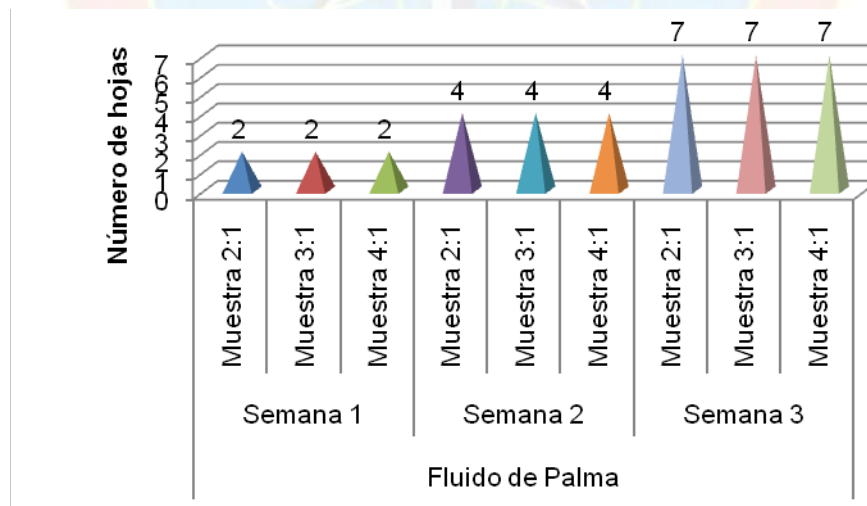 Número de hojas
7
6
5
4
3
2
1
0
2 2 2 4 4 4 7 7 7
Muestra 2:1
Muestra 3:1
Muestra 4:1
Muestra 2:1
Muestra 3:1
Muestra 4:1
Muestra 2:1
Muestra 3:1
Muestra 4:1
Semana 1 Semana 2 Semana 3
Fluido de Palma